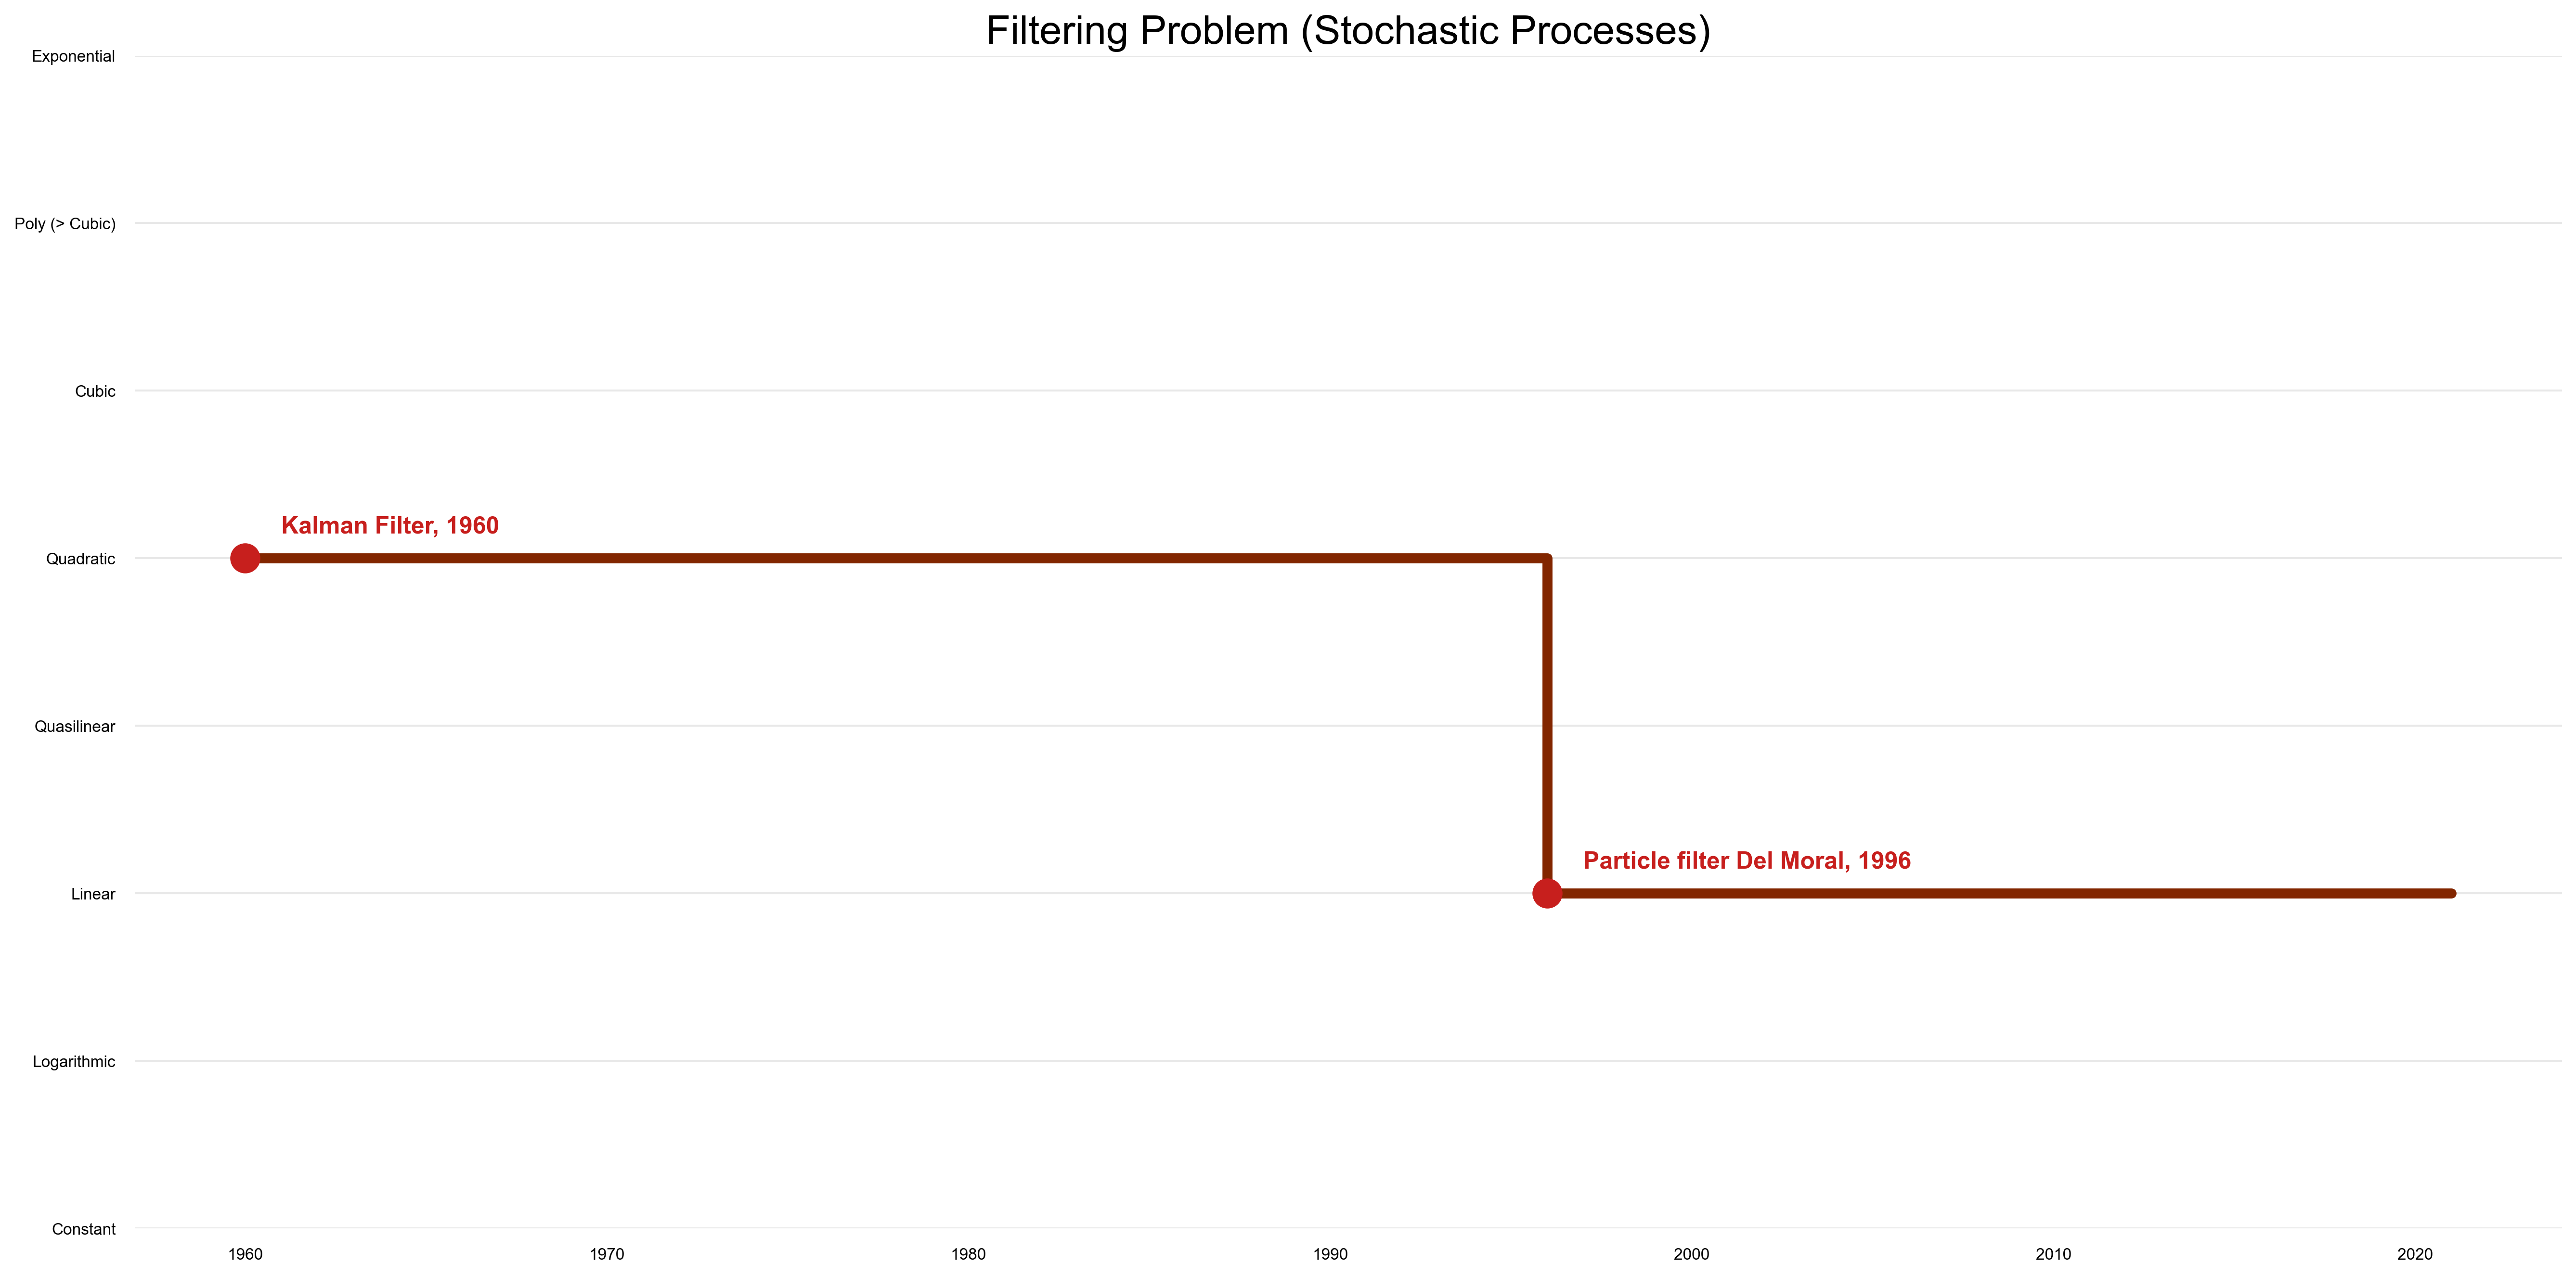 Filtering Problem (Stochastic Processes)
Exponential
Poly (> Cubic)
Cubic
Kalman Filter, 1960
Quadratic
Quasilinear
Particle filter Del Moral, 1996
Linear
Logarithmic
Constant
1960 1970 1980 1990 2000 2010 2020